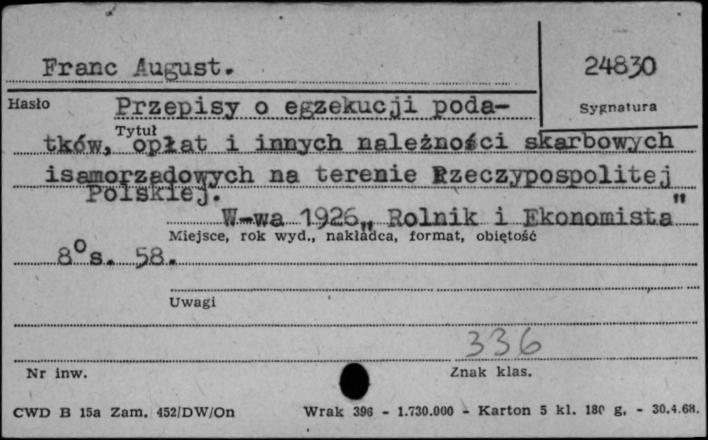 Franc August.
24830
Hasło
Przepisy o egzekucji poda-
Sygnatura
Tytuł
tków, opłat i innych należności skarbowych
isamorządowych na terenie Rzeczypospolitej
Polskiej.
W-wa 1926„ Rolnik i Ekonomista"
Miejsce, rok wyd., nakładca, format, objętość
8° s. 58.
Uwagi
336
Nr inw.
Znak klas.
CWD B 15a Zam. 452/DW/On
Wrak 396 - 1.730.000 - Karton 5 kl. 180 g. - 30.4.68.